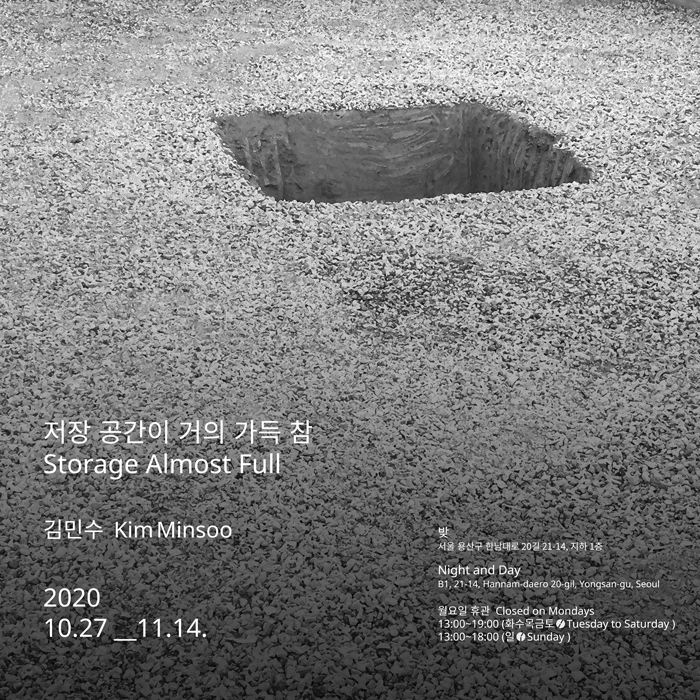 저장 공간이 거의 가득 참
Storage Almost Full
김민수 Kim Minsoo
2020
10.27 __11.14.
밫
서울 용산구 한남대로 20길 21-14, 지하 1층
Night and Day
B1, 21-14, Hannam-daero 20-gil, Yongsan-gu, Seoul
월요일 휴관 Closed on Mondays
13:00~19:00 (화수목금토 Tuesday to Saturday )
13:00~18:00 (일 Sunday )